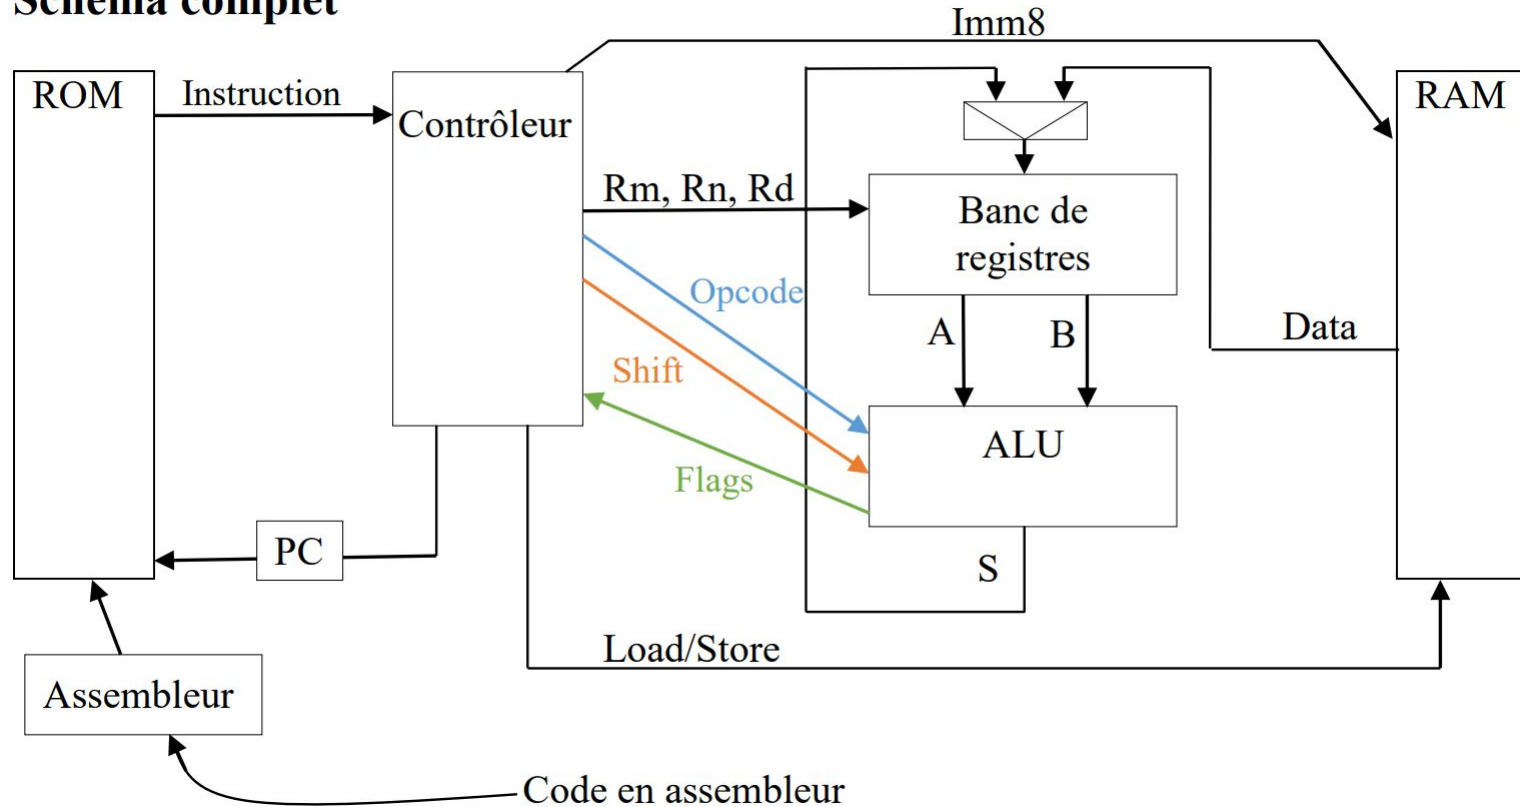 Schéma complet
Imm8
ROM
Instruction
Contrôleur
RAM
Rm, Rn, Rd
Banc de
registres
Opcode
A
B
Data
Shift
ALU
Flags
PC
S
Load/Store
Assembleur
Code en assembleur